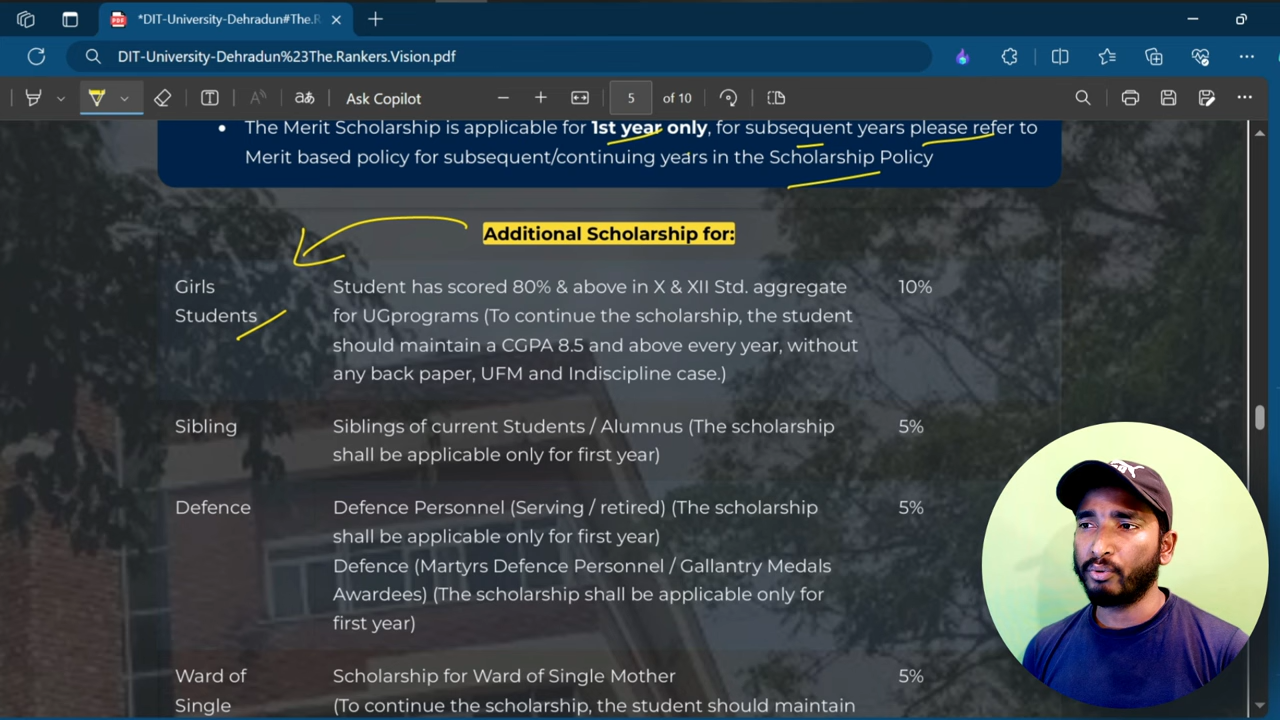 *DIT-University-Dehradun#The.R
DIT-University-Dehradun%23The.Rankers.Vision.pdf
Ask Copilot
5
of 10
The Merit Scholarship is applicable for 1st year only, for subsequent years please refer to
Merit based policy for subsequent/continuing years in the Scholarship Policy
Additional Scholarship for:
Girls Students
Student has scored 80% & above in X & XII Std. aggregate
for UGprograms (To continue the scholarship, the student
should maintain a CGPA 8.5 and above every year, without
any back paper, UFM and Indiscipline case.)
10%
Sibling
Siblings of current Students / Alumnus (The scholarship
shall be applicable only for first year)
5%
Defence
Defence Personnel (Serving / retired) (The scholarship
shall be applicable only for first year)
Defence (Martyrs Defence Personnel / Gallantry Medals
Awardees) (The scholarship shall be applicable only for
first year)
5%
Ward of
Single
Scholarship for Ward of Single Mother
(To continue the scholarship, the student should maintain
5%